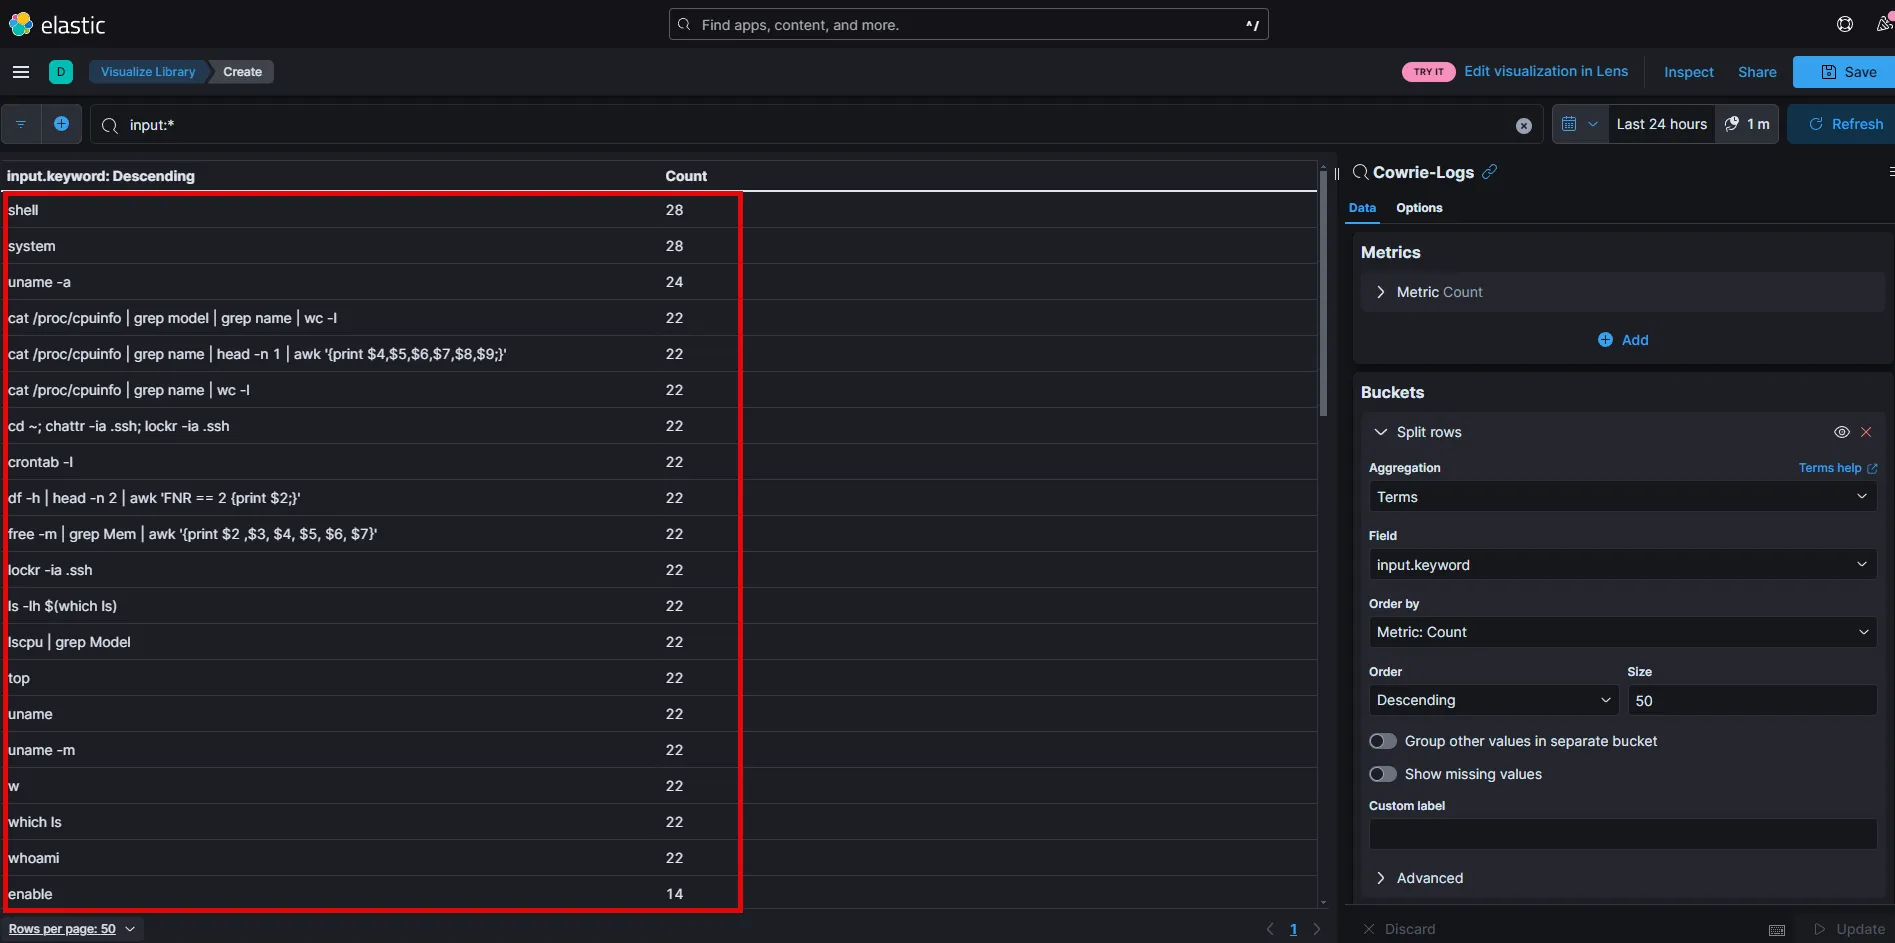 elastic
Find apps, content, and more.
^/
D
Visualize Library
Create
TRY IT
Edit visualization in Lens
Inspect
Share
Save
input:*
Last 24 hours
1 m
Refresh
input.keyword: Descending Count
shell 28
system 28
uname -a 24
cat /proc/cpuinfo | grep model | grep name | wc -l 22
cat /proc/cpuinfo | grep name | head -n 1 | awk '{print $4,$5,$6,$7,$8,$9;}' 22
cat /proc/cpuinfo | grep name | wc -l 22
cd ~; chattr -ia .ssh; lockr -ia .ssh 22
crontab -l 22
df -h | head -n 2 | awk 'FNR == 2 {print $2;}' 22
free -m | grep Mem | awk '{print $2 ,$3, $4, $5, $6, $7}' 22
lockr -ia .ssh 22
ls -lh $(which ls) 22
lscpu | grep Model 22
top 22
uname 22
uname -m 22
w 22
which ls 22
whoami 22
enable 14
Rows per page: 50
1
Cowrie-Logs
Data Options
Metrics
Metric Count
Add
Buckets
Split rows
Aggregation Terms help
Terms
Field
input.keyword
Order by
Metric: Count
Order Size
Descending 50
Group other values in separate bucket
Show missing values
Custom label
Advanced
Discard Update